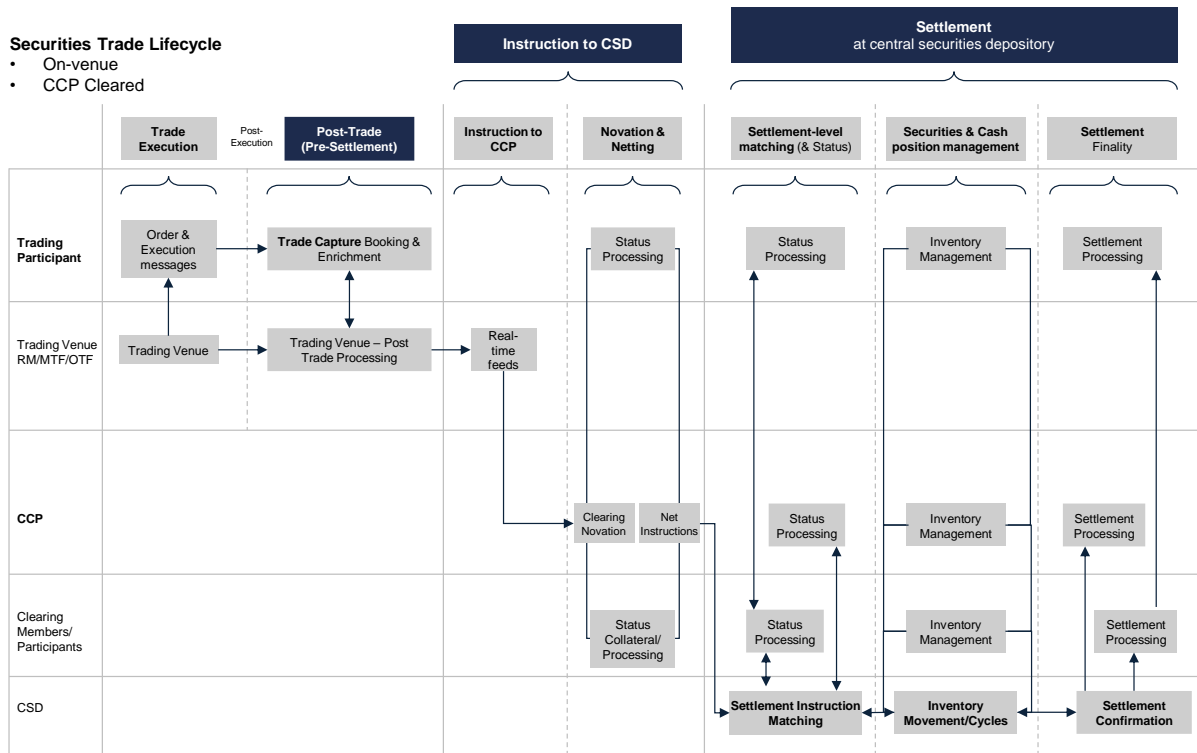 Securities Trade Lifecycle
• On-venue
• CCP Cleared
Instruction to CSD
Settlement
at central securities depository
Trade
Execution
Post-
Execution
Post-Trade
(Pre-Settlement)
Instruction to
CCP
Novation &
Netting
Settlement-level
matching (& Status)
Securities & Cash
position management
Settlement
Finality
Trading
Participant
Order &
Execution
messages
Trade Capture Booking &
Enrichment
Status
Processing
Status
Processing
Inventory
Management
Settlement
Processing
Trading Venue
RM/MTF/OTF
Trading Venue
Trading Venue – Post
Trade Processing
Real-
time
feeds
CCP
Clearing
Novation
Net
Instructions
Status
Processing
Inventory
Management
Settlement
Processing
Clearing
Members/
Participants
Status
Collateral/
Processing
Status
Processing
Inventory
Management
Settlement
Processing
CSD
Settlement Instruction
Matching
Inventory
Movement/Cycles
Settlement
Confirmation